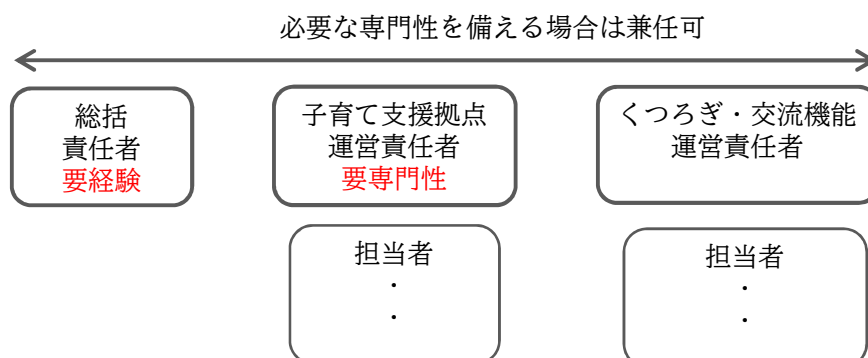 必要な専門性を備える場合は兼任可
総括
責任者
要経験
子育て支援拠点
運営責任者
要専門性
くつろぎ・交流機能
運営責任者
担当者
・
・
担当者
・
・